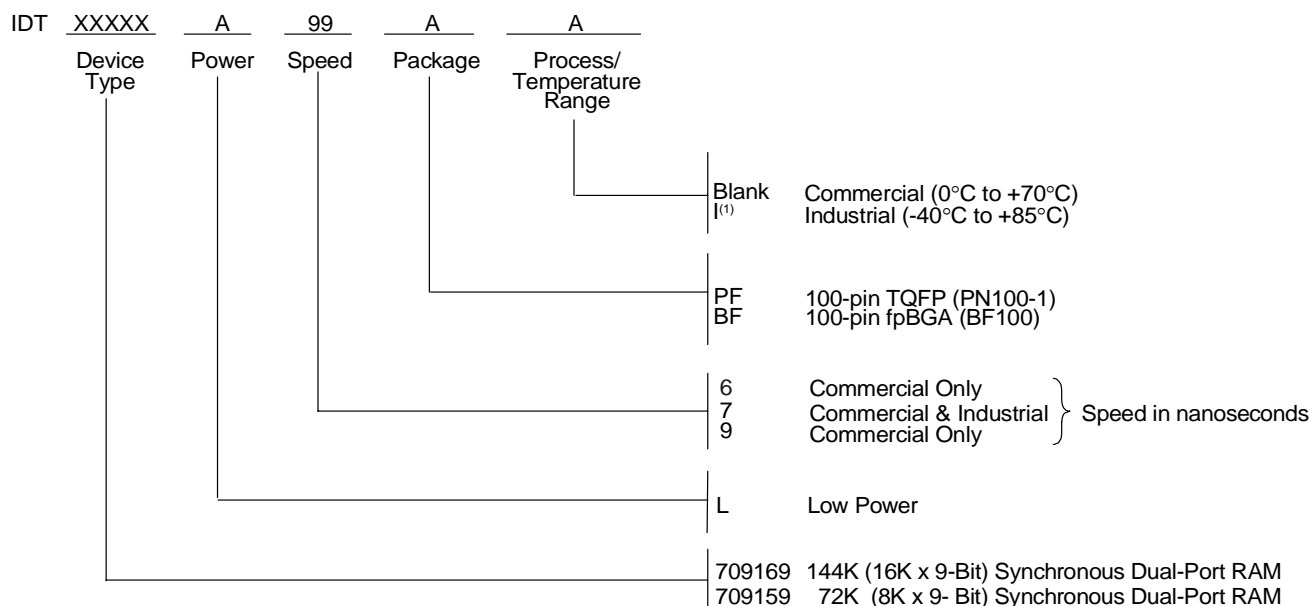 IDT XXXXX A 99 A A
Device Type Power Speed Package Process/ Temperature Range
Blank Commercial (0°C to +70°C)
I(1) Industrial (-40°C to +85°C)
PF 100-pin TQFP (PN100-1)
BF 100-pin fpBGA (BF100)
6 Commercial Only
7 Commercial & Industrial Speed in nanoseconds
9 Commercial Only
L Low Power
709169 144K (16K x 9-Bit) Synchronous Dual-Port RAM
709159 72K (8K x 9- Bit) Synchronous Dual-Port RAM